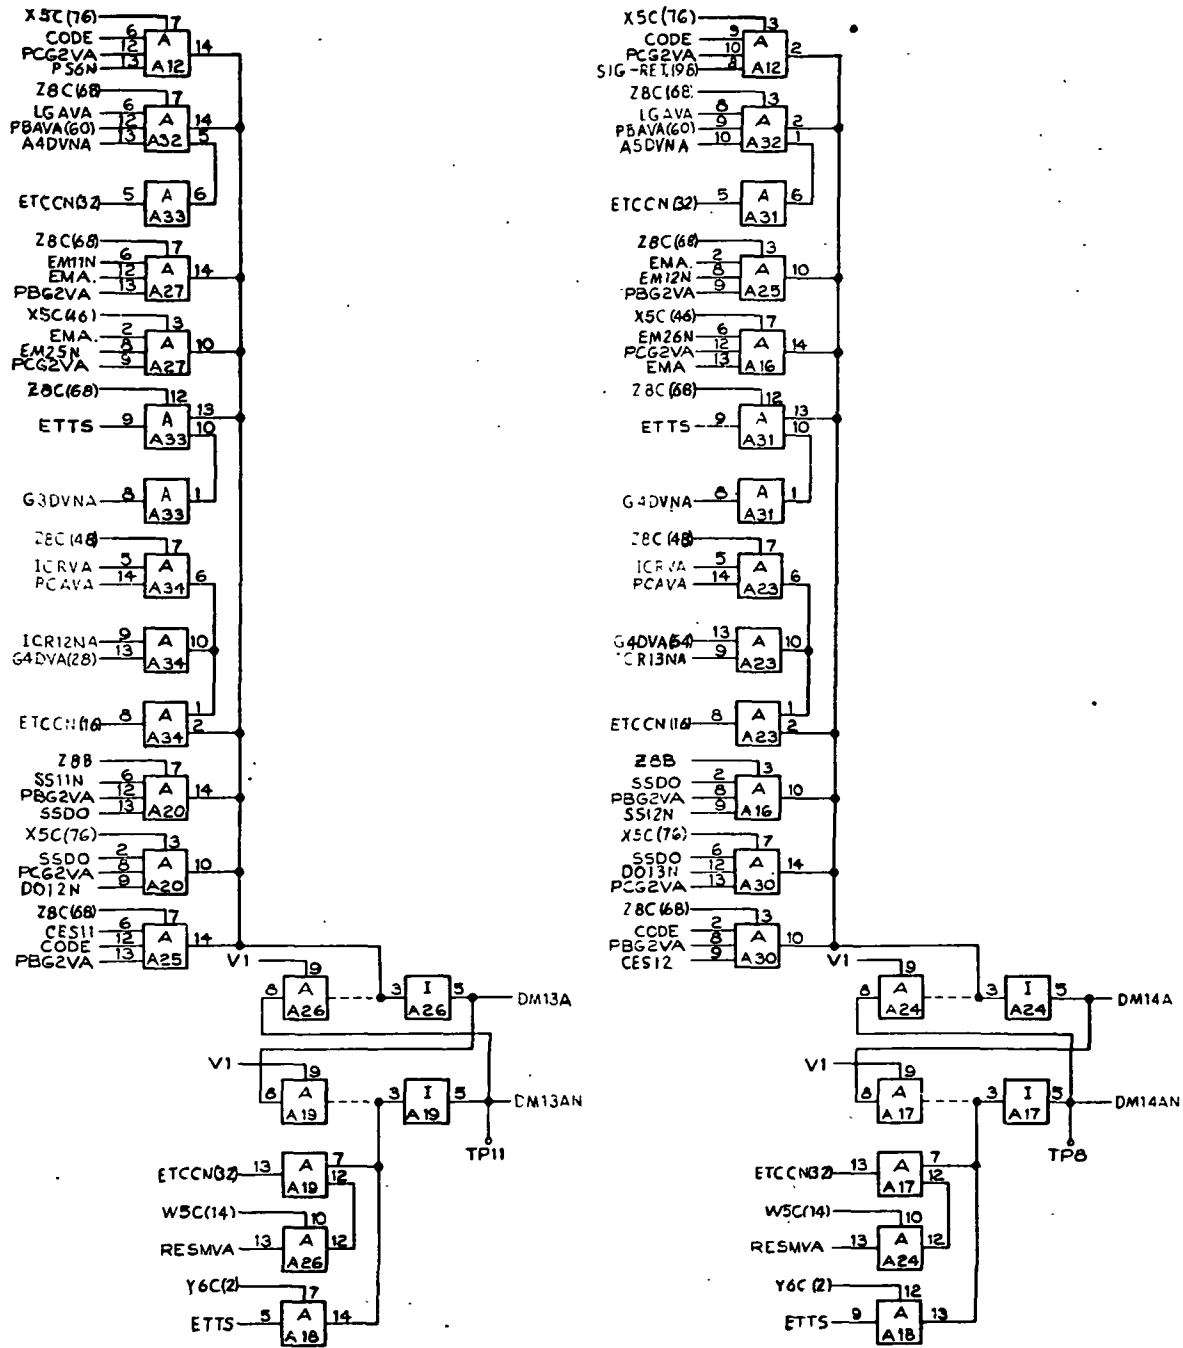 X5C(76) 7
CODE 6 A 14
PCG2VA 12
PS6N 13 A12
Z8C(68) 7
LGAVA 6 A 14
PBAVA(60) 12 5
A4DVNA 13 A32
ETCCN(32) 5 A 6
A33
Z8C(68) 7
EM11N 6 A 14
EMA. 12
PBG2VA 13 A27
X5C(46) 3
EMA. 2 A 10
EM25N 8
PCG2VA 9 A27
Z8C(68) 12
ETTS 9 A 13
A33 10
G3DVNA 8 A 1
A33
Z8C(48) 7
ICRVA 5 A 6
PCAVA 14 A34
ICR12NA 9 A 10
G4DVA(28) 13 A34
ETCCN(16) 8 A 1
A34 2
Z8B 7
SS11N 6 A 14
PBG2VA 12
SSDO 13 A20
X5C(76) 3
SSDO 2 A 10
PCG2VA 8
DO12N 9 A20
Z8C(68) 7
CES11 6 A 14
CODE 12
PBG2VA 13 A25
V1 9
8 A 3 I 5 DM13A
A26 A26
V1 9
8 A 3 I 5 DM13AN
A19 A19
TP11
ETCCN(32) 13 A 7
A19 12
W5C(14) 10
RESMVA 13 A 12
A26
Y6C(2) 7
ETTS 5 A 14
A18
X5C(76) 3
CODE 9 A 2
PCG2VA 10
SIG-RET.(98) 8 A12
Z8C(68) 3
LGAVA 8 A 2
PBAVA(60) 9 1
A5DVNA 10 A32
ETCCN(32) 5 A 6
A31
Z8C(68) 3
EMA. 2 A 10
EM12N 8
PBG2VA 9 A25
X5C(46) 7
EM26N 6 A 14
PCG2VA 12
EMA 13 A16
Z8C(68) 12
ETTS 9 A 13
A31 10
G4DVNA 8 A 1
A31
Z8C(48) 7
ICRVA 5 A 6
PCAVA 14 A23
G4DVA(54) 13 A 10
ICR13NA 9 A23
ETCCN(16) 8 A 1
A23 2
Z8B 3
SSDO 2 A 10
PBG2VA 8
SS12N 9 A16
X5C(76) 7
SSDO 6 A 14
DO13N 12
PCG2VA 13 A30
Z8C(68) 3
CODE 2 A 10
PBG2VA 8
CES12 9 A30
V1 9
8 A 3 I 5 DM14A
A24 A24
V1 9
8 A 3 I 5 DM14AN
A17 A17
TP8
ETCCN(32) 13 A 7
A17 12
W5C(14) 10
RESMVA 13 A 12
A24
Y6C(2) 12
ETTS 9 A 13
A18